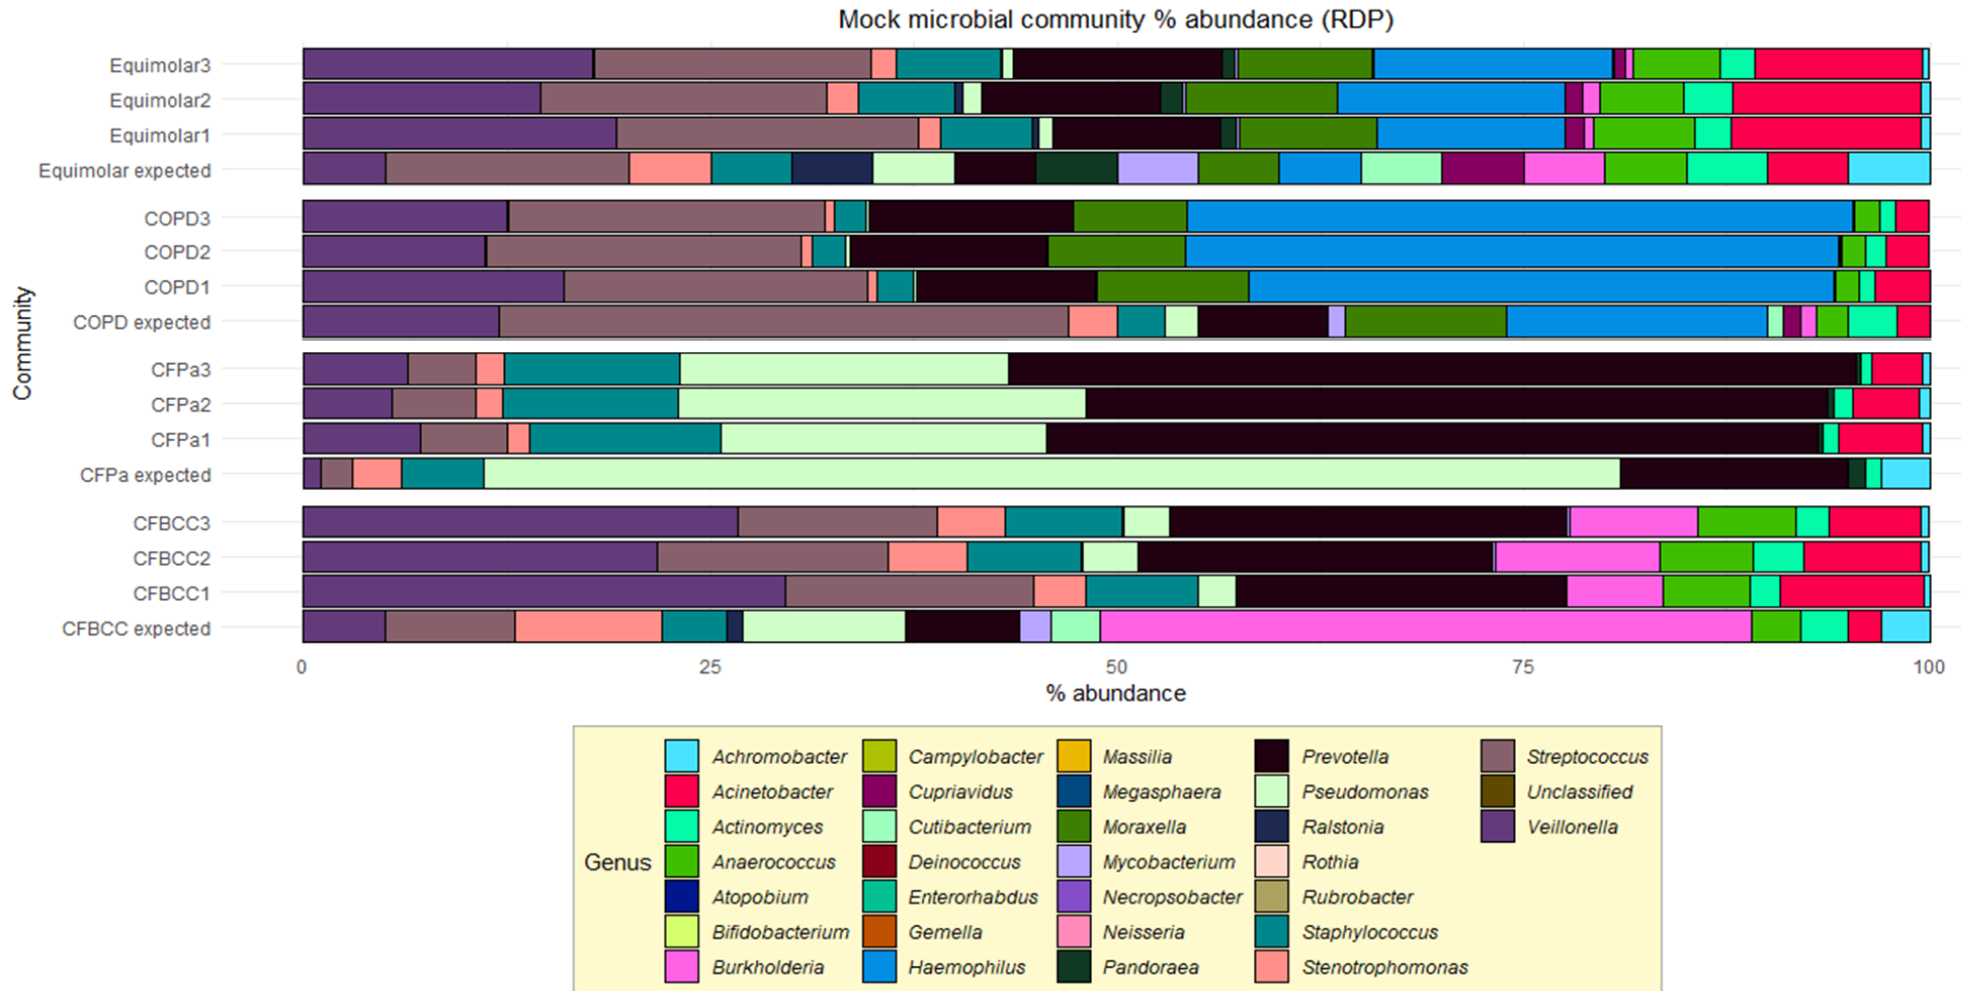 Mock microbial community % abundance (RDP)
Community
Equimolar3
Equimolar2
Equimolar1
Equimolar expected
COPD3
COPD2
COPD1
COPD expected
CFPa3
CFPa2
CFPa1
CFPa expected
CFBCC3
CFBCC2
CFBCC1
CFBCC expected
0 25 50 75 100
% abundance
Genus
Achromobacter
Acinetobacter
Actinomyces
Anaerococcus
Atopobium
Bifidobacterium
Burkholderia
Campylobacter
Cupriavidus
Cutibacterium
Deinococcus
Enterorhabdus
Gemella
Haemophilus
Massilia
Megasphaera
Moraxella
Mycobacterium
Necropsobacter
Neisseria
Pandoraea
Prevotella
Pseudomonas
Ralstonia
Rothia
Rubrobacter
Staphylococcus
Stenotrophomonas
Streptococcus
Unclassified
Veillonella